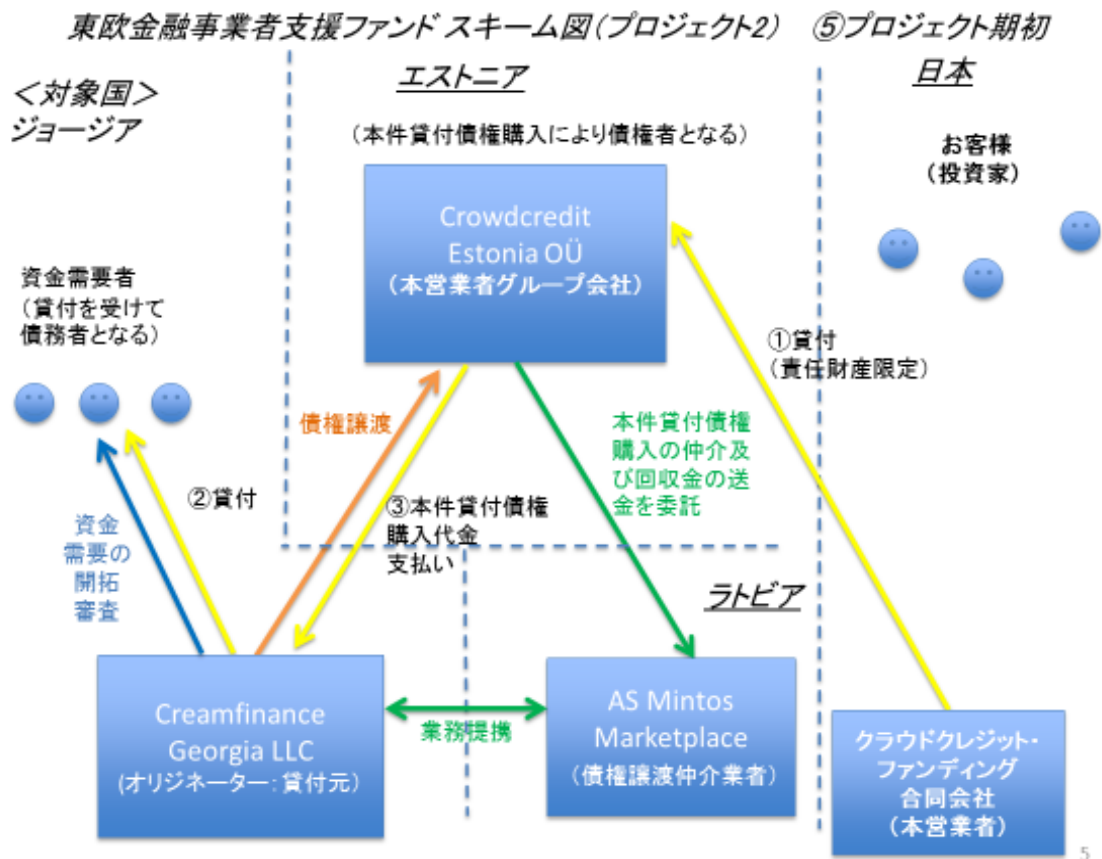 東欧金融事業者支援ファンド スキーム図(プロジェクト2) ⑤プロジェクト期初
<対象国>
ジョージア
エストニア
日本
(本件貸付債権購入により債権者となる)
お客様
(投資家)
Crowdcredit
Estonia OÜ
(本営業者グループ会社)
資金需要者
(貸付を受けて
債務者となる)
①貸付
(責任財産限定)
債権譲渡
本件貸付債権
購入の仲介及
び回収金の送
金を委託
②貸付
③本件貸付債権
購入代金
支払い
資金
需要の
開拓
審査
ラトビア
Creamfinance
Georgia LLC
(オリジネーター:貸付元)
業務提携
AS Mintos
Marketplace
(債権譲渡仲介業者)
クラウドクレジット・
ファンディング
合同会社
(本営業者)
5